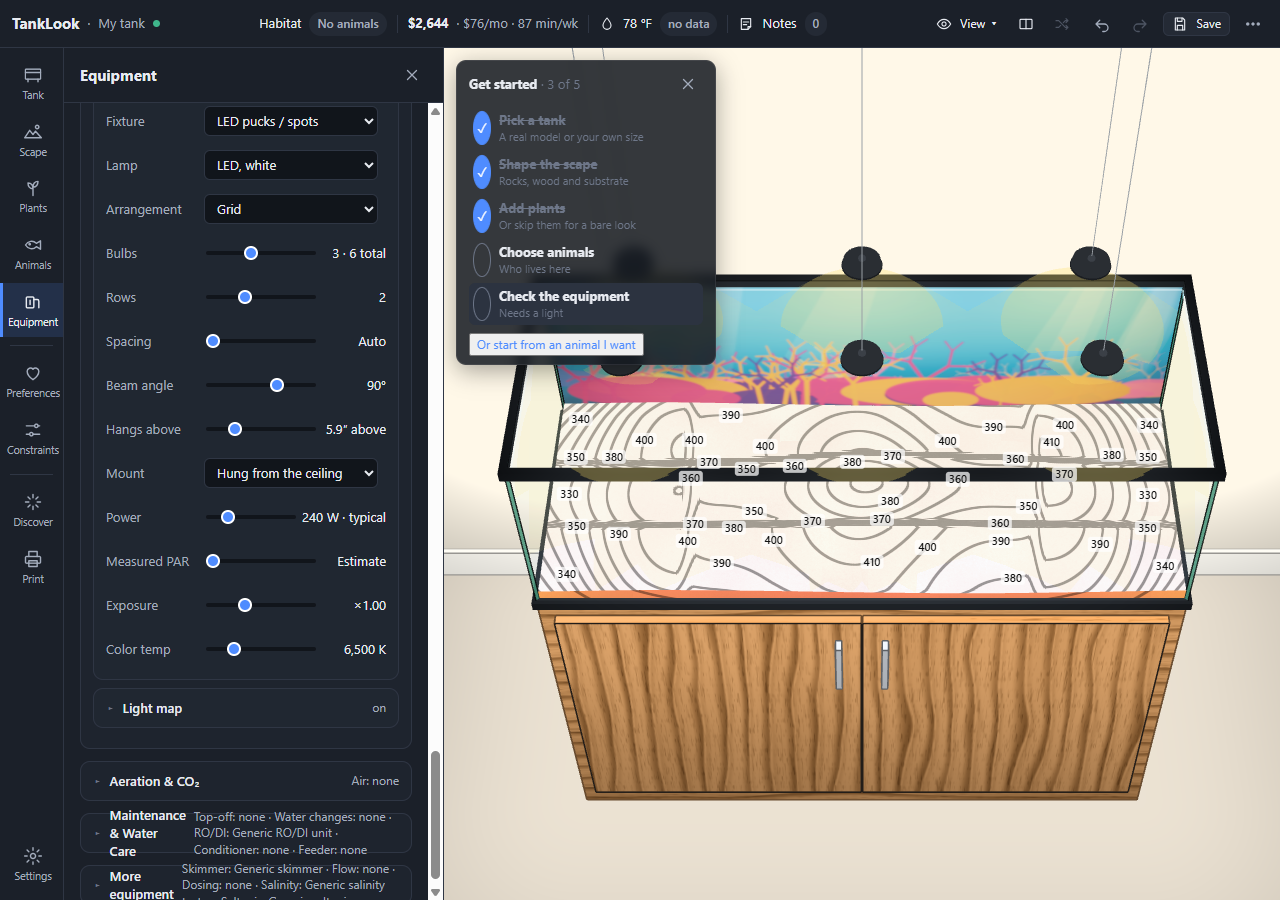 TankLook · My tank
Habitat No animals $2,644 · $76/mo · 87 min/wk 78 °F no data Notes 0 View Save
Tank
Scape
Plants
Animals
Equipment
Preferences
Constraints
Discover
Print
Settings
Equipment
Fixture LED pucks / spots
Lamp LED, white
Arrangement Grid
Bulbs 3 · 6 total
Rows 2
Spacing Auto
Beam angle 90°
Hangs above 5.9″ above
Mount Hung from the ceiling
Power 240 W · typical
Measured PAR Estimate
Exposure ×1.00
Color temp 6,500 K
Light map on
Aeration & CO₂ Air: none
Maintenance & Water Care
Top-off: none · Water changes: none ·
RO/DI: Generic RO/DI unit ·
Conditioner: none · Feeder: none
More equipment
Skimmer: Generic skimmer · Flow: none ·
Dosing: none · Salinity: Generic salinity
Get started · 3 of 5
Pick a tank
A real model or your own size
Shape the scape
Rocks, wood and substrate
Add plants
Or skip them for a bare look
Choose animals
Who lives here
Check the equipment
Needs a light
Or start from an animal I want
340 390 390 400 340
400 400 400 400 410
350 380 370 350 360 380 370 360 380 350
360 360 370
330 380 330
350 350
350 390 370 380 370 370 360 350
400 400 400 390 390
340 390 410 380 340